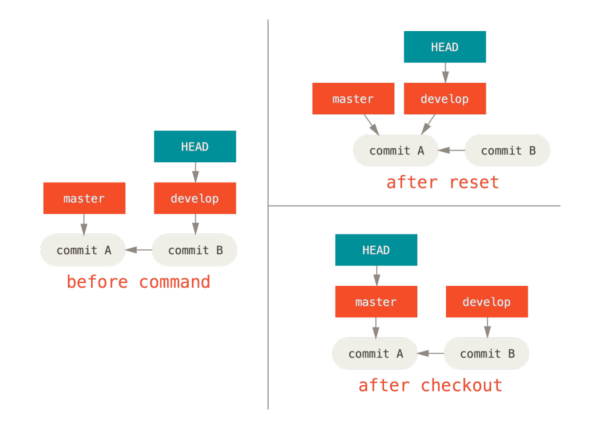 HEAD
master
develop
commit A
commit B
before command
HEAD
master
develop
commit A
commit B
after reset
HEAD
master
develop
commit A
commit B
after checkout